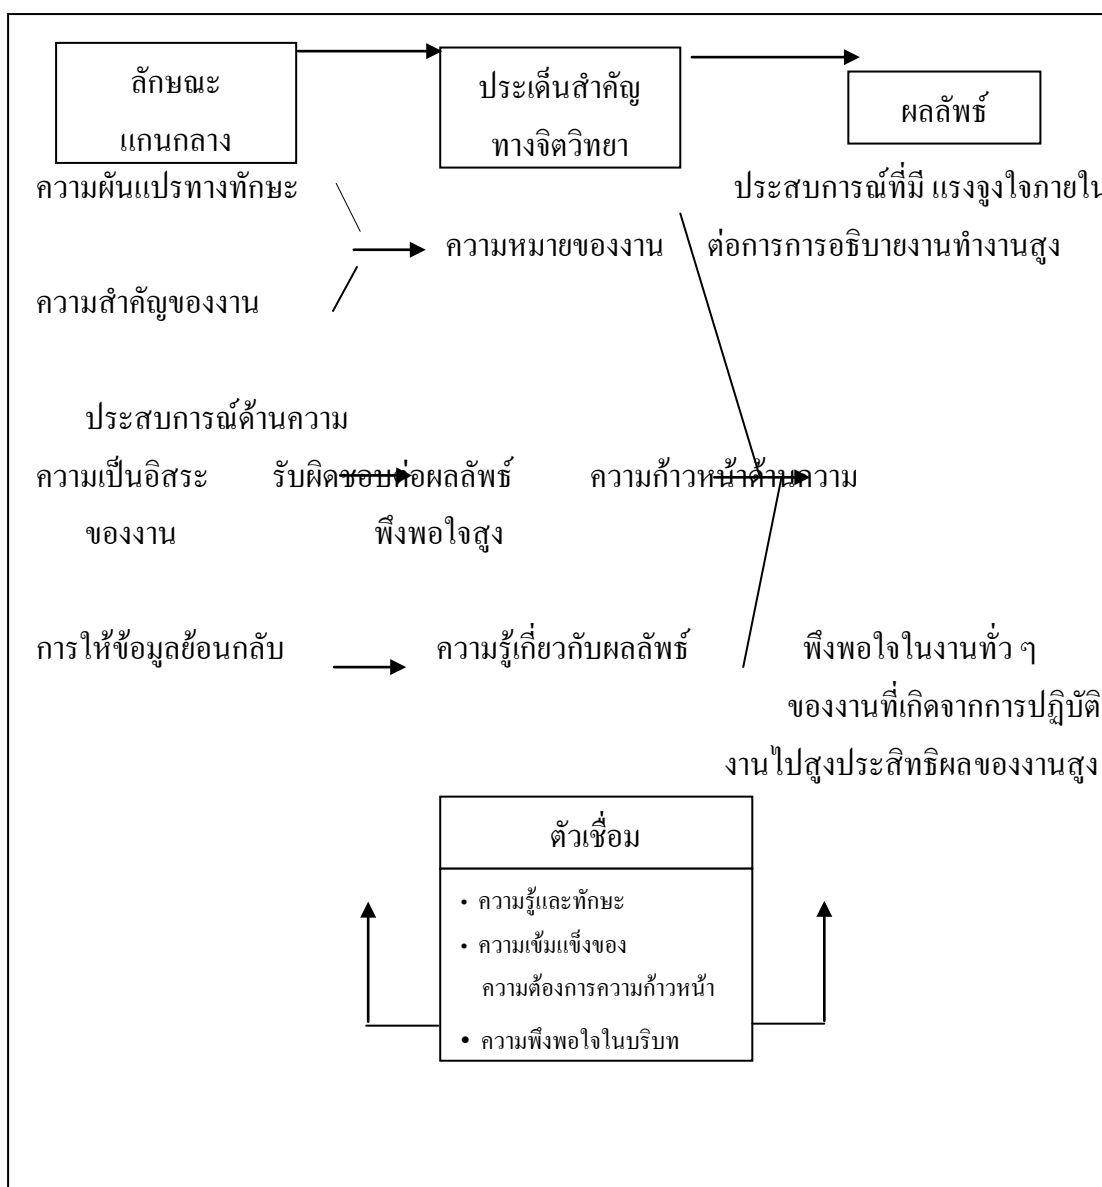 ลักษณะ
แกนกลาง
ประเด็นสำคัญ
ทางจิตวิทยา
ผลลัพธ์
ความผันแปรทางทักษะ
ประสบการณ์ที่มี แรงจูงใจภายใน
ความหมายของงาน
ต่อการการอธิบายงานทำงานสูง
ความสำคัญของงาน
ประสบการณ์ด้านความ
ความเป็นอิสระ
รับผิดชอบต่อผลลัพธ์
ความก้าวหน้าด้านความ
ของงาน
พึงพอใจสูง
การให้ข้อมูลย้อนกลับ
ความรู้เกี่ยวกับผลลัพธ์
พึงพอใจในงานทั่ว ๆ
ของงานที่เกิดจากการปฏิบัติ
งานไปสูงประสิทธิผลของงานสูง
ตัวเชื่อม
• ความรู้และทักษะ
• ความเข้มแข็งของ
ความต้องการความก้าวหน้า
• ความพึงพอใจในบริบท